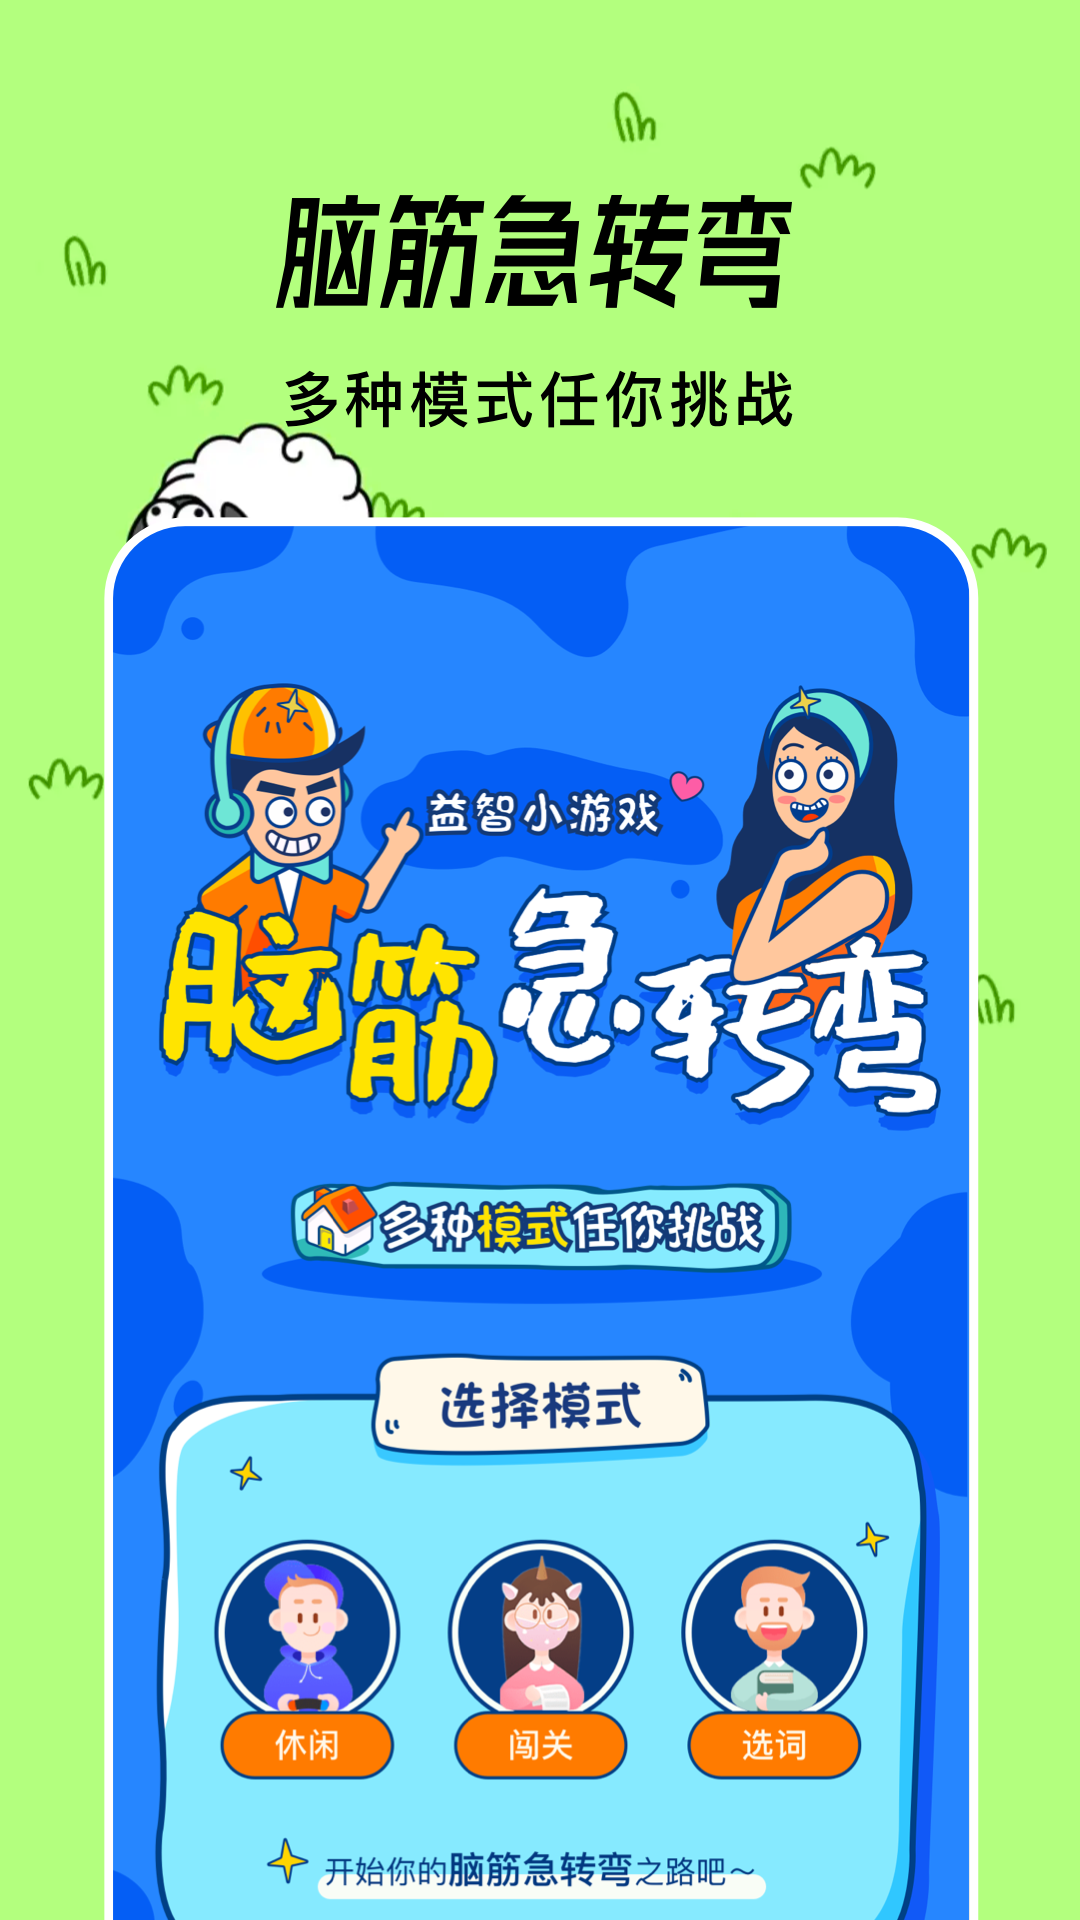 脑筋急转弯
多种模式任你挑战
益智小游戏
脑筋急转弯
多种模式任你挑战
选择模式
休闲
闯关
选词
开始你的脑筋急转弯之路吧~